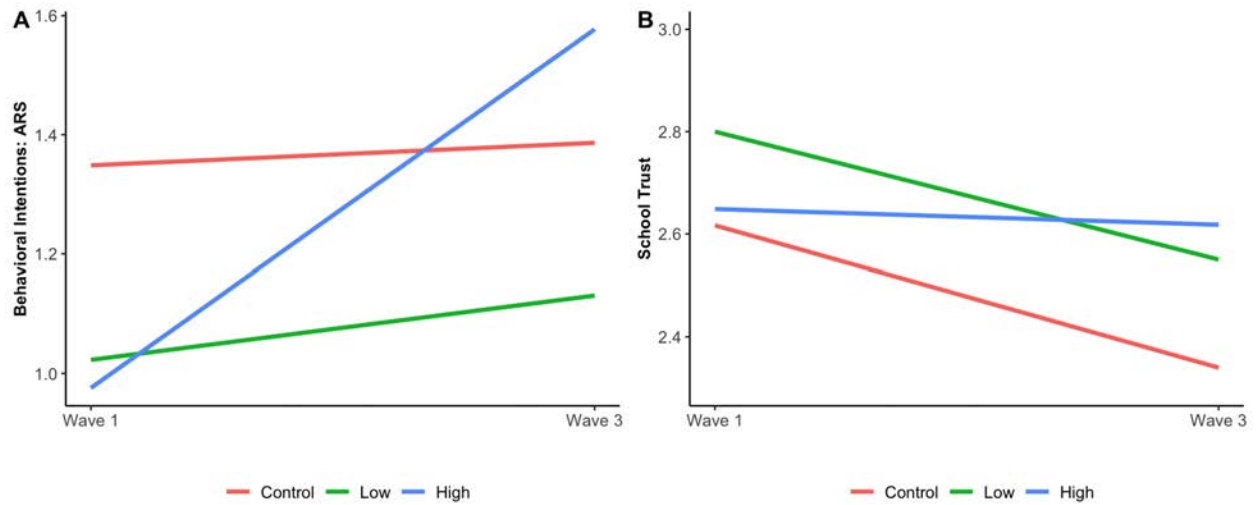 A
Behavioral Intentions: ARS
1.6
1.4
1.2
1.0
Wave 1
Wave 3
Control
Low
High
B
School Trust
3.0
2.8
2.6
2.4
Wave 1
Wave 3
Control
Low
High